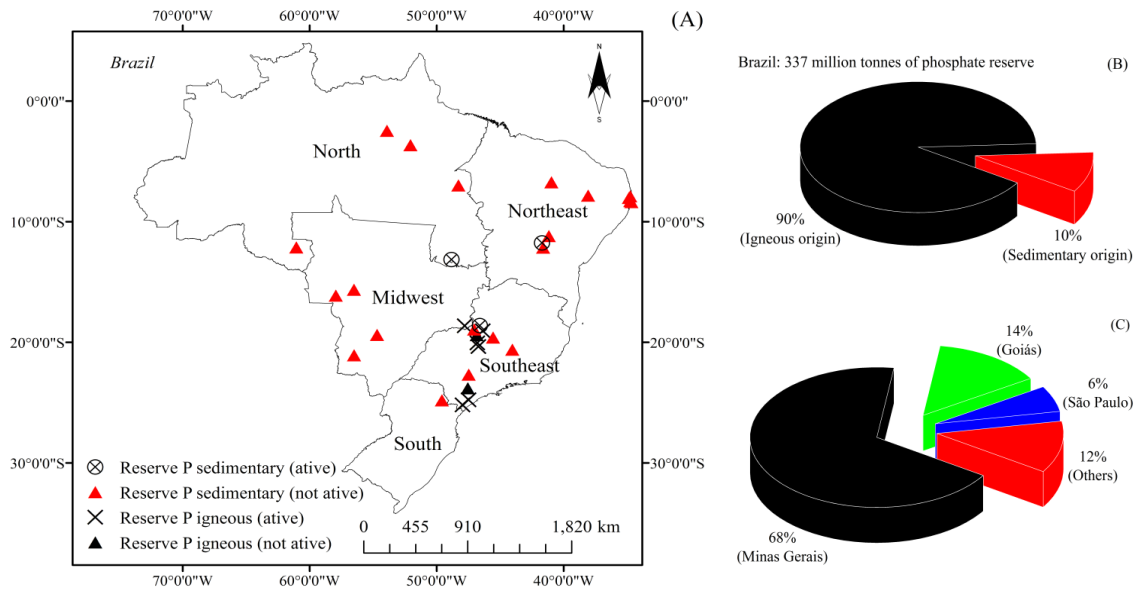 (A)
50°0'0"W
40°0'0"W
70°0'0"W
60°0'0"W
Brazil
N
S
0°0'0"
0°0'0"
North
Northeast
10°0'0"S
10°0'0"S
Midwest
20°0'0"S
20°0'0"S
Southeast
South
30°0'0"S
30°0'0"S
Reserve P sedimentary (ative)
Reserve P sedimentary (not ative)
Reserve P igneous (ative)
Reserve P igneous (not ative)
0 455 910 1,820 km
70°0'0"W
60°0'0"W
50°0'0"W
40°0'0"W
(B)
Brazil: 337 million tonnes of phosphate reserve
90%
(Igneous origin)
10%
(Sedimentary origin)
(C)
14%
(Goiás)
6%
(São Paulo)
12%
(Others)
68%
(Minas Gerais)